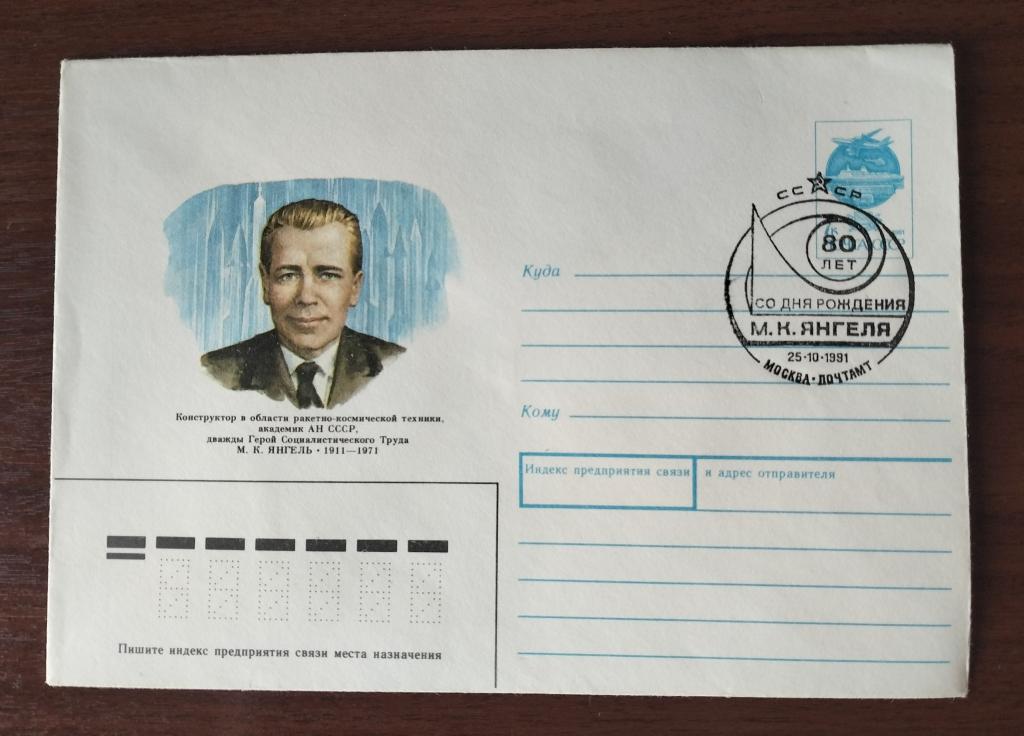 СССР
80
ЛЕТ
СО ДНЯ РОЖДЕНИЯ
М.К. ЯНГЕЛЯ
25·10·1991
МОСКВА·ПОЧТАМТ
Куда
Кому
Конструктор в области ракетно-космической техники,
академик АН СССР,
дважды Герой Социалистического Труда
М. К. ЯНГЕЛЬ · 1911—1971
Индекс предприятия связи и адрес отправителя
Пишите индекс предприятия связи места назначения